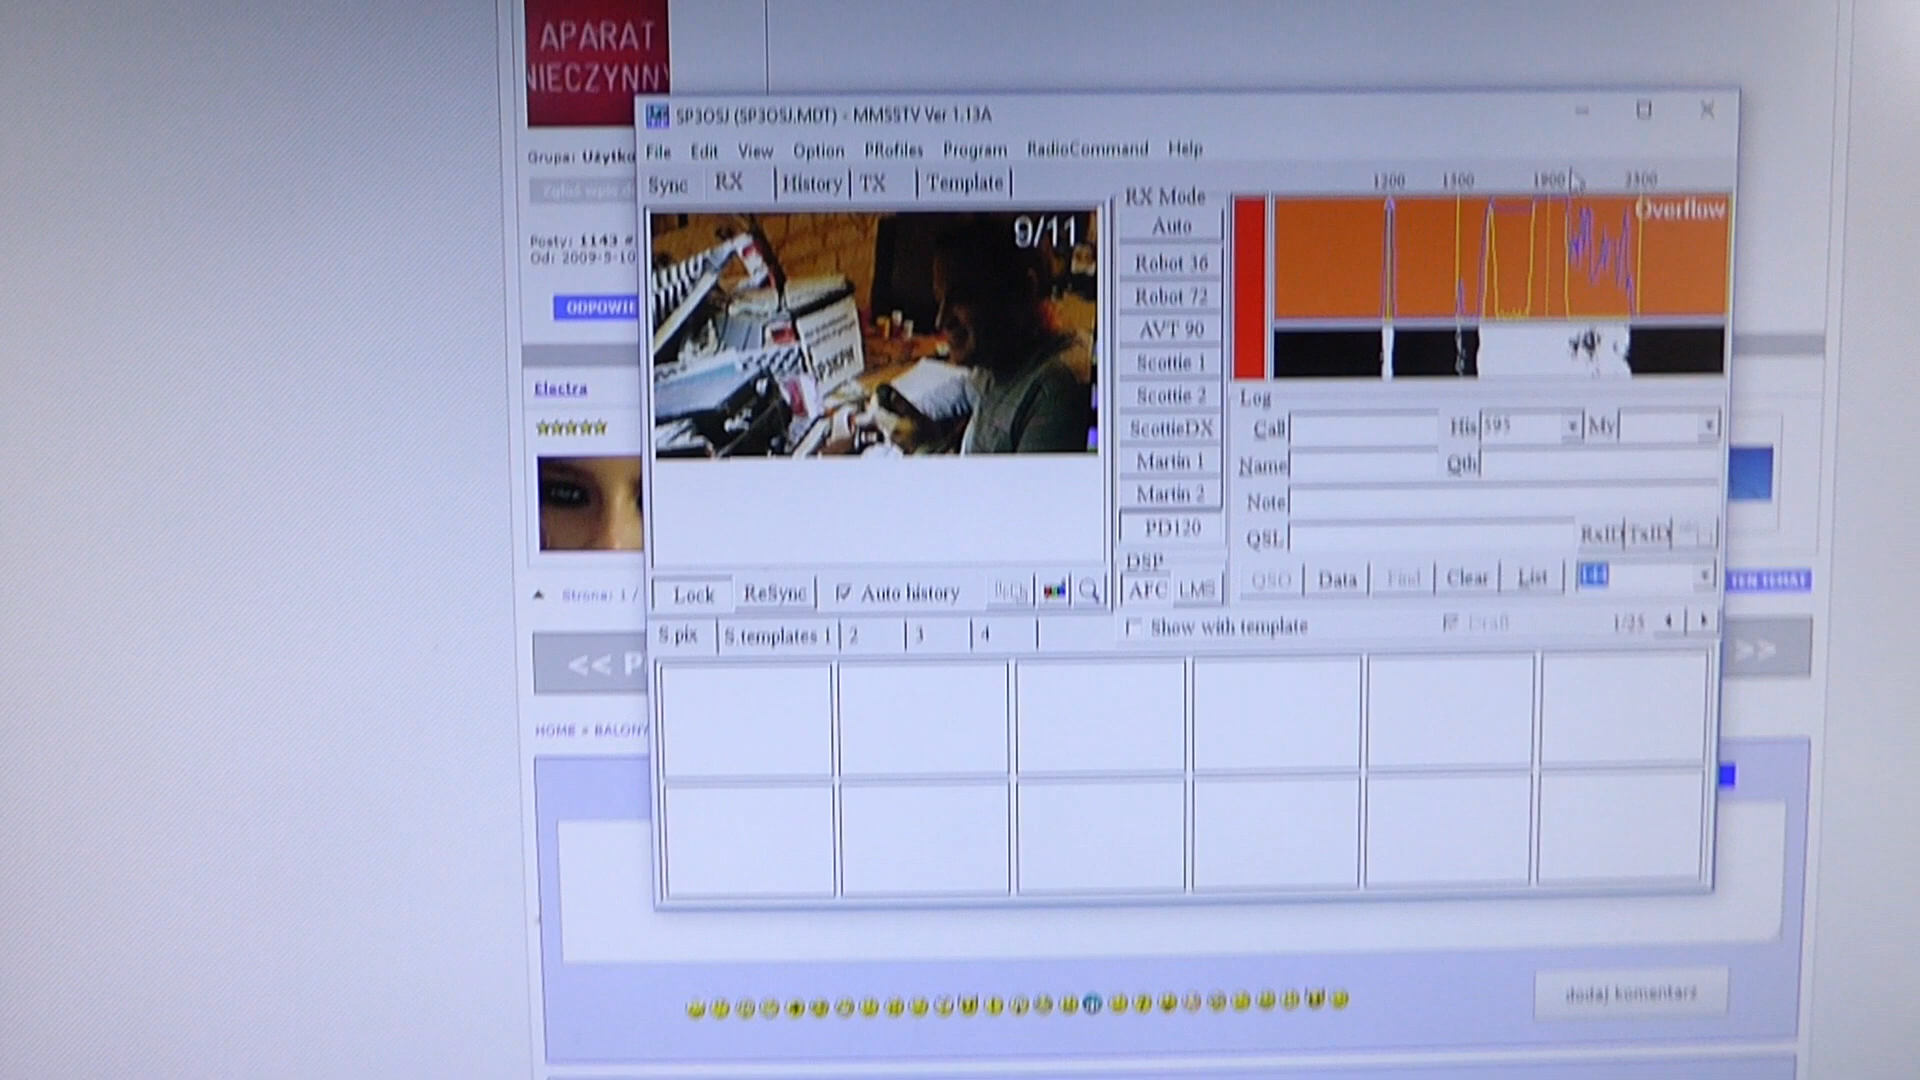 APARAT
NIECZYNNY
SP3OSJ (SP3OSJ.MDT) - MMSSTV Ver 1.13A
File Edit View Option PRofiles Program RadioCommand Help
Sync RX History TX Template
RX Mode
1200 1500 1900 2300
Overflow
9/11
Auto
Robot 36
Robot 72
AVT 90
Scottie 1
Scottie 2
ScottieDX
Martin 1
Martin 2
PD120
DSP
AFC LMS
Log
Call His 595 My
Name Qth
Note
QSL RxID TxID
QSO Data Find Clear List 144
Lock ReSync Auto history
S.pix S.templates 1 2 3 4
Show with template Draft 1/25
Grupa: Użytko
Posty: 1143 #
Od: 2009-5-10
ODPOWIE
Electra
Strona: 1 /
<< P
>>
HOME » BALONY
dodaj komentarz